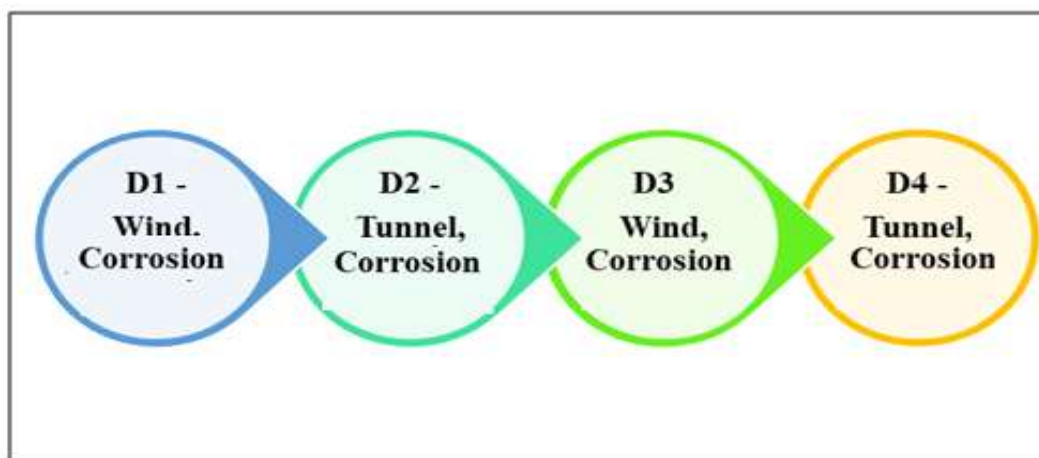 D1 -
Wind.
Corrosion
D2 -
Tunnel,
Corrosion
D3
Wind,
Corrosion
D4 -
Tunnel,
Corrosion